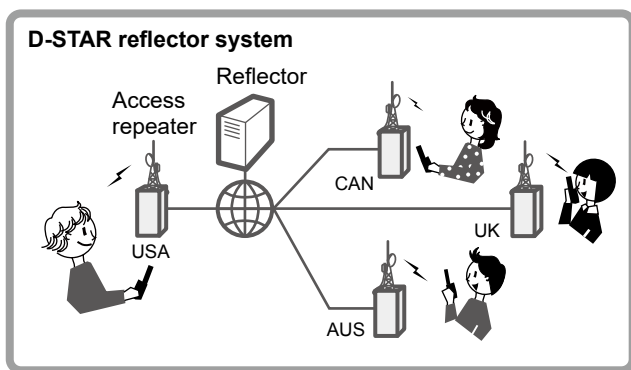 D-STAR reflector system
Reflector
Access
repeater
CAN
UK
USA
AUS